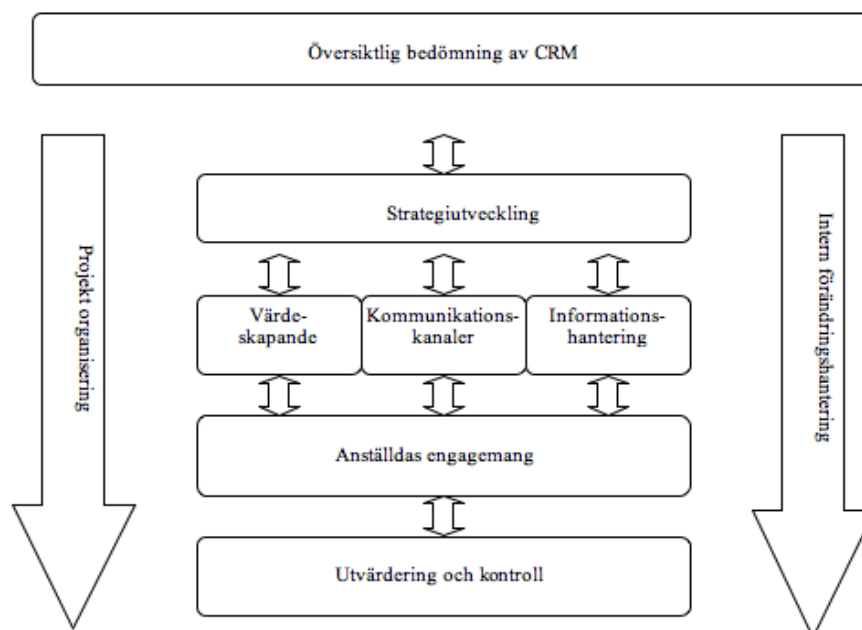 Översiktlig bedömning av CRM
Strategiutveckling
Projekt organisering
Intern förändringshantering
Värde-
skapande
Kommunikations-
kanaler
Informations-
hantering
Anställdas engagemang
Utvärdering och kontroll